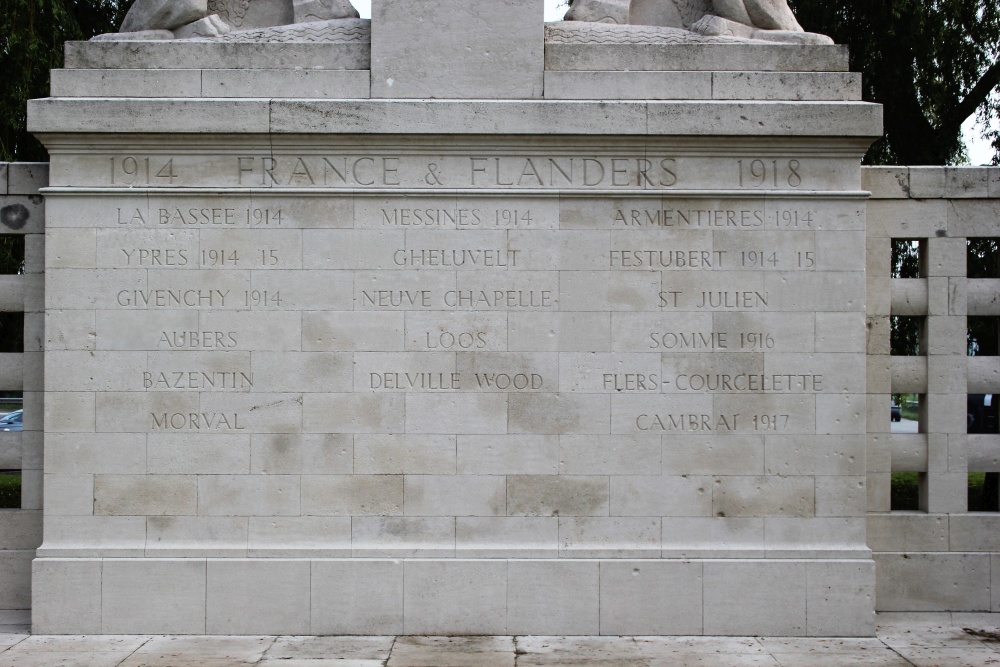 1914 FRANCE & FLANDERS 1918
LA BASSEE 1914 MESSINES 1914 ARMENTIERES 1914
YPRES 1914 15 GHELUVELT FESTUBERT 1914 15
GIVENCHY 1914 NEUVE CHAPELLE ST JULIEN
AUBERS LOOS SOMME 1916
BAZENTIN DELVILLE WOOD FLERS-COURCELETTE
MORVAL CAMBRAI 1917